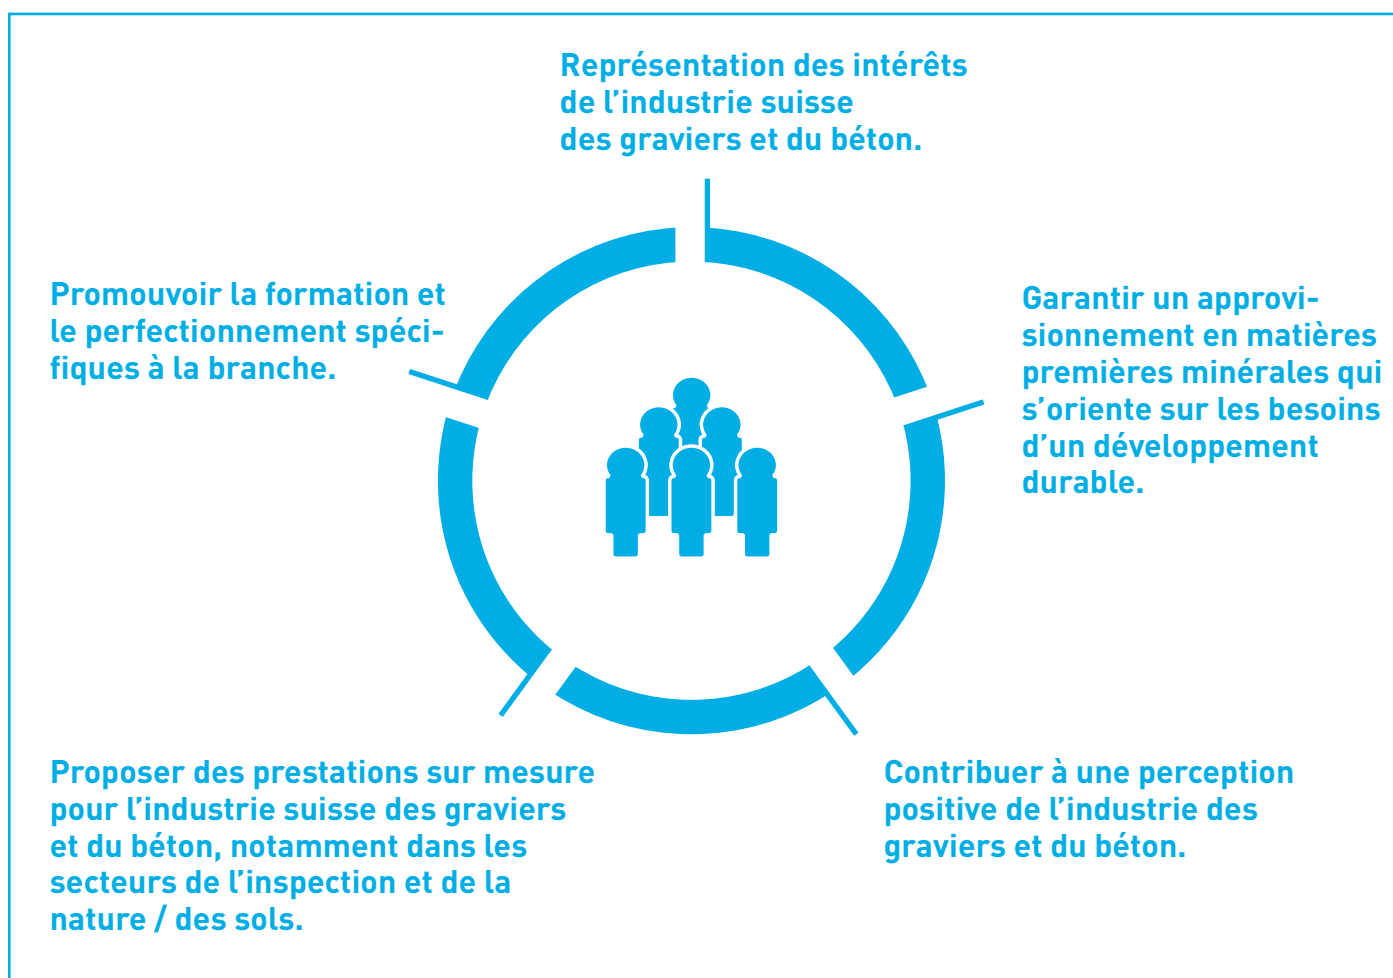 Représentation des intérêts
de l’industrie suisse
des graviers et du béton.
Promouvoir la formation et
le perfectionnement spéci-
fiques à la branche.
Garantir un approvi-
sionnement en matières
premières minérales qui
s’oriente sur les besoins
d’un développement
durable.
Proposer des prestations sur mesure
pour l’industrie suisse des graviers
et du béton, notamment dans les
secteurs de l’inspection et de la
nature / des sols.
Contribuer à une perception
positive de l’industrie des
graviers et du béton.